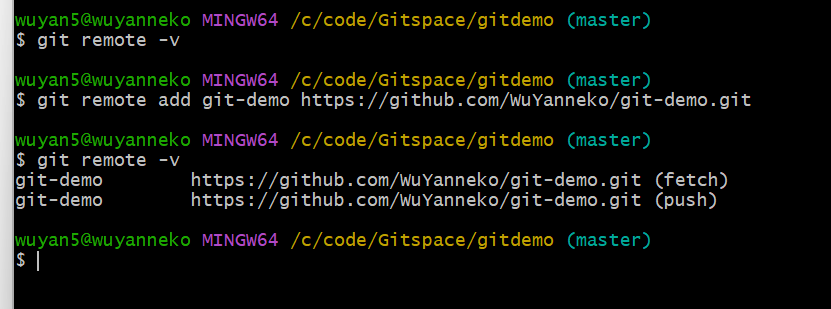 wuyan5@wuyanneko MINGW64 /c/code/Gitspace/gitdemo (master)
$ git remote -v
wuyan5@wuyanneko MINGW64 /c/code/Gitspace/gitdemo (master)
$ git remote add git-demo https://github.com/WuYanneko/git-demo.git
wuyan5@wuyanneko MINGW64 /c/code/Gitspace/gitdemo (master)
$ git remote -v
git-demo        https://github.com/WuYanneko/git-demo.git (fetch)
git-demo        https://github.com/WuYanneko/git-demo.git (push)
wuyan5@wuyanneko MINGW64 /c/code/Gitspace/gitdemo (master)
$